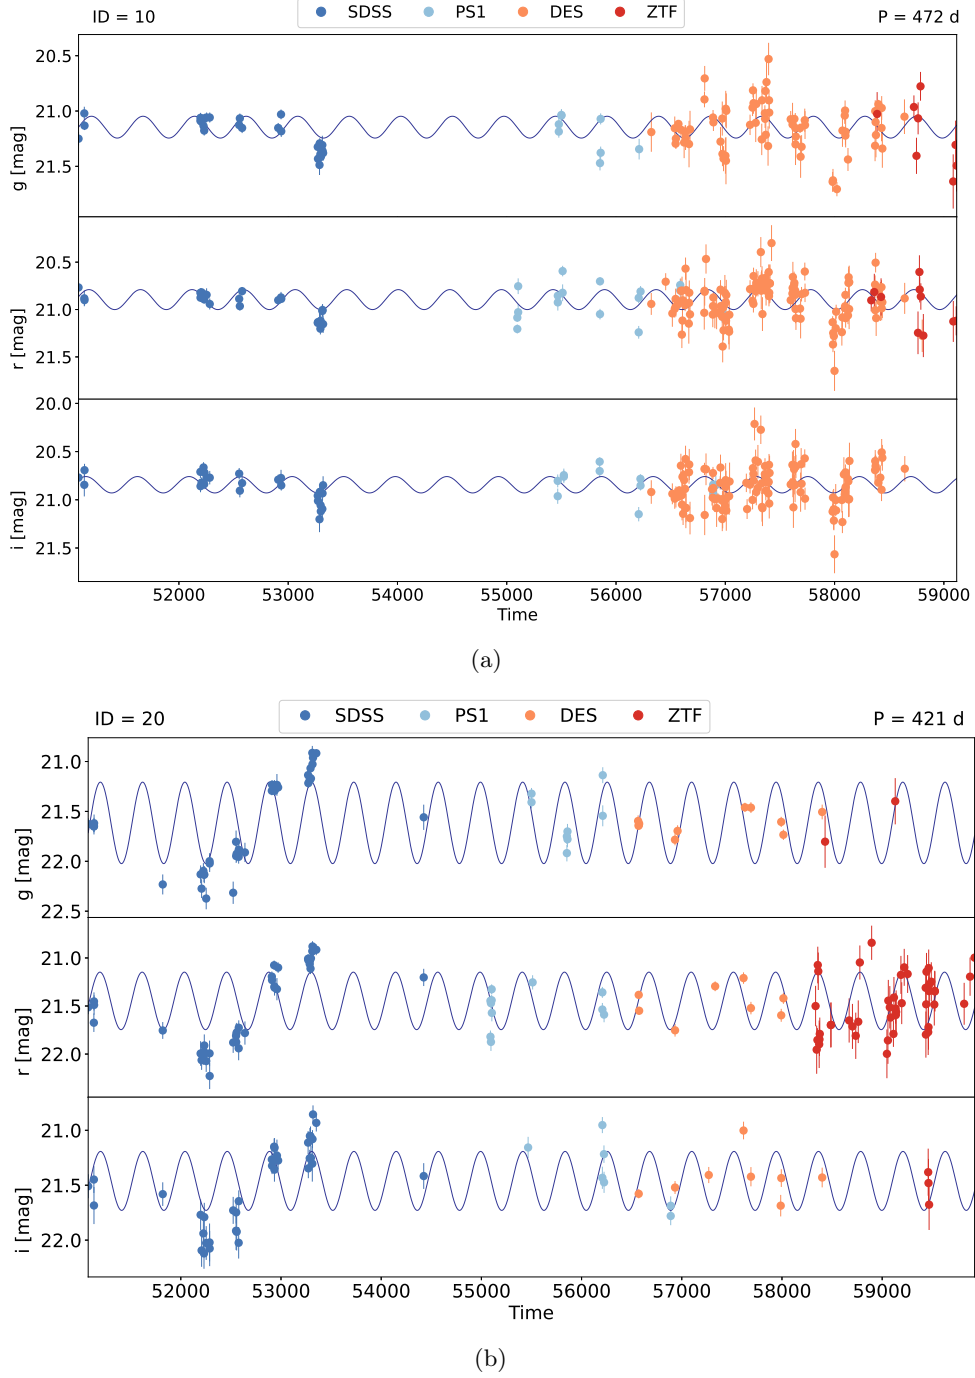 ID = 10 SDSS PS1 DES ZTF P = 472 d
20.5
21.0
21.5
g [mag]
20.5
21.0
21.5
r [mag]
20.0
20.5
21.0
21.5
i [mag]
52000 53000 54000 55000 56000 57000 58000 59000
Time
(a)
ID = 20 SDSS PS1 DES ZTF P = 421 d
21.0
21.5
22.0
22.5
g [mag]
21.0
21.5
22.0
r [mag]
21.0
21.5
22.0
i [mag]
52000 53000 54000 55000 56000 57000 58000 59000
Time
(b)